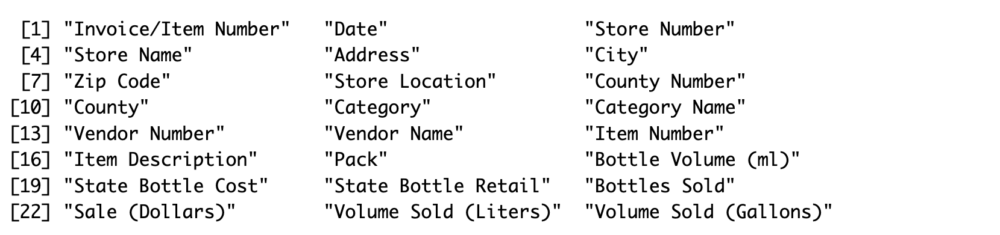 [1] "Invoice/Item Number" "Date" "Store Number"
[4] "Store Name" "Address" "City"
[7] "Zip Code" "Store Location" "County Number"
[10] "County" "Category" "Category Name"
[13] "Vendor Number" "Vendor Name" "Item Number"
[16] "Item Description" "Pack" "Bottle Volume (ml)"
[19] "State Bottle Cost" "State Bottle Retail" "Bottles Sold"
[22] "Sale (Dollars)" "Volume Sold (Liters)" "Volume Sold (Gallons)"